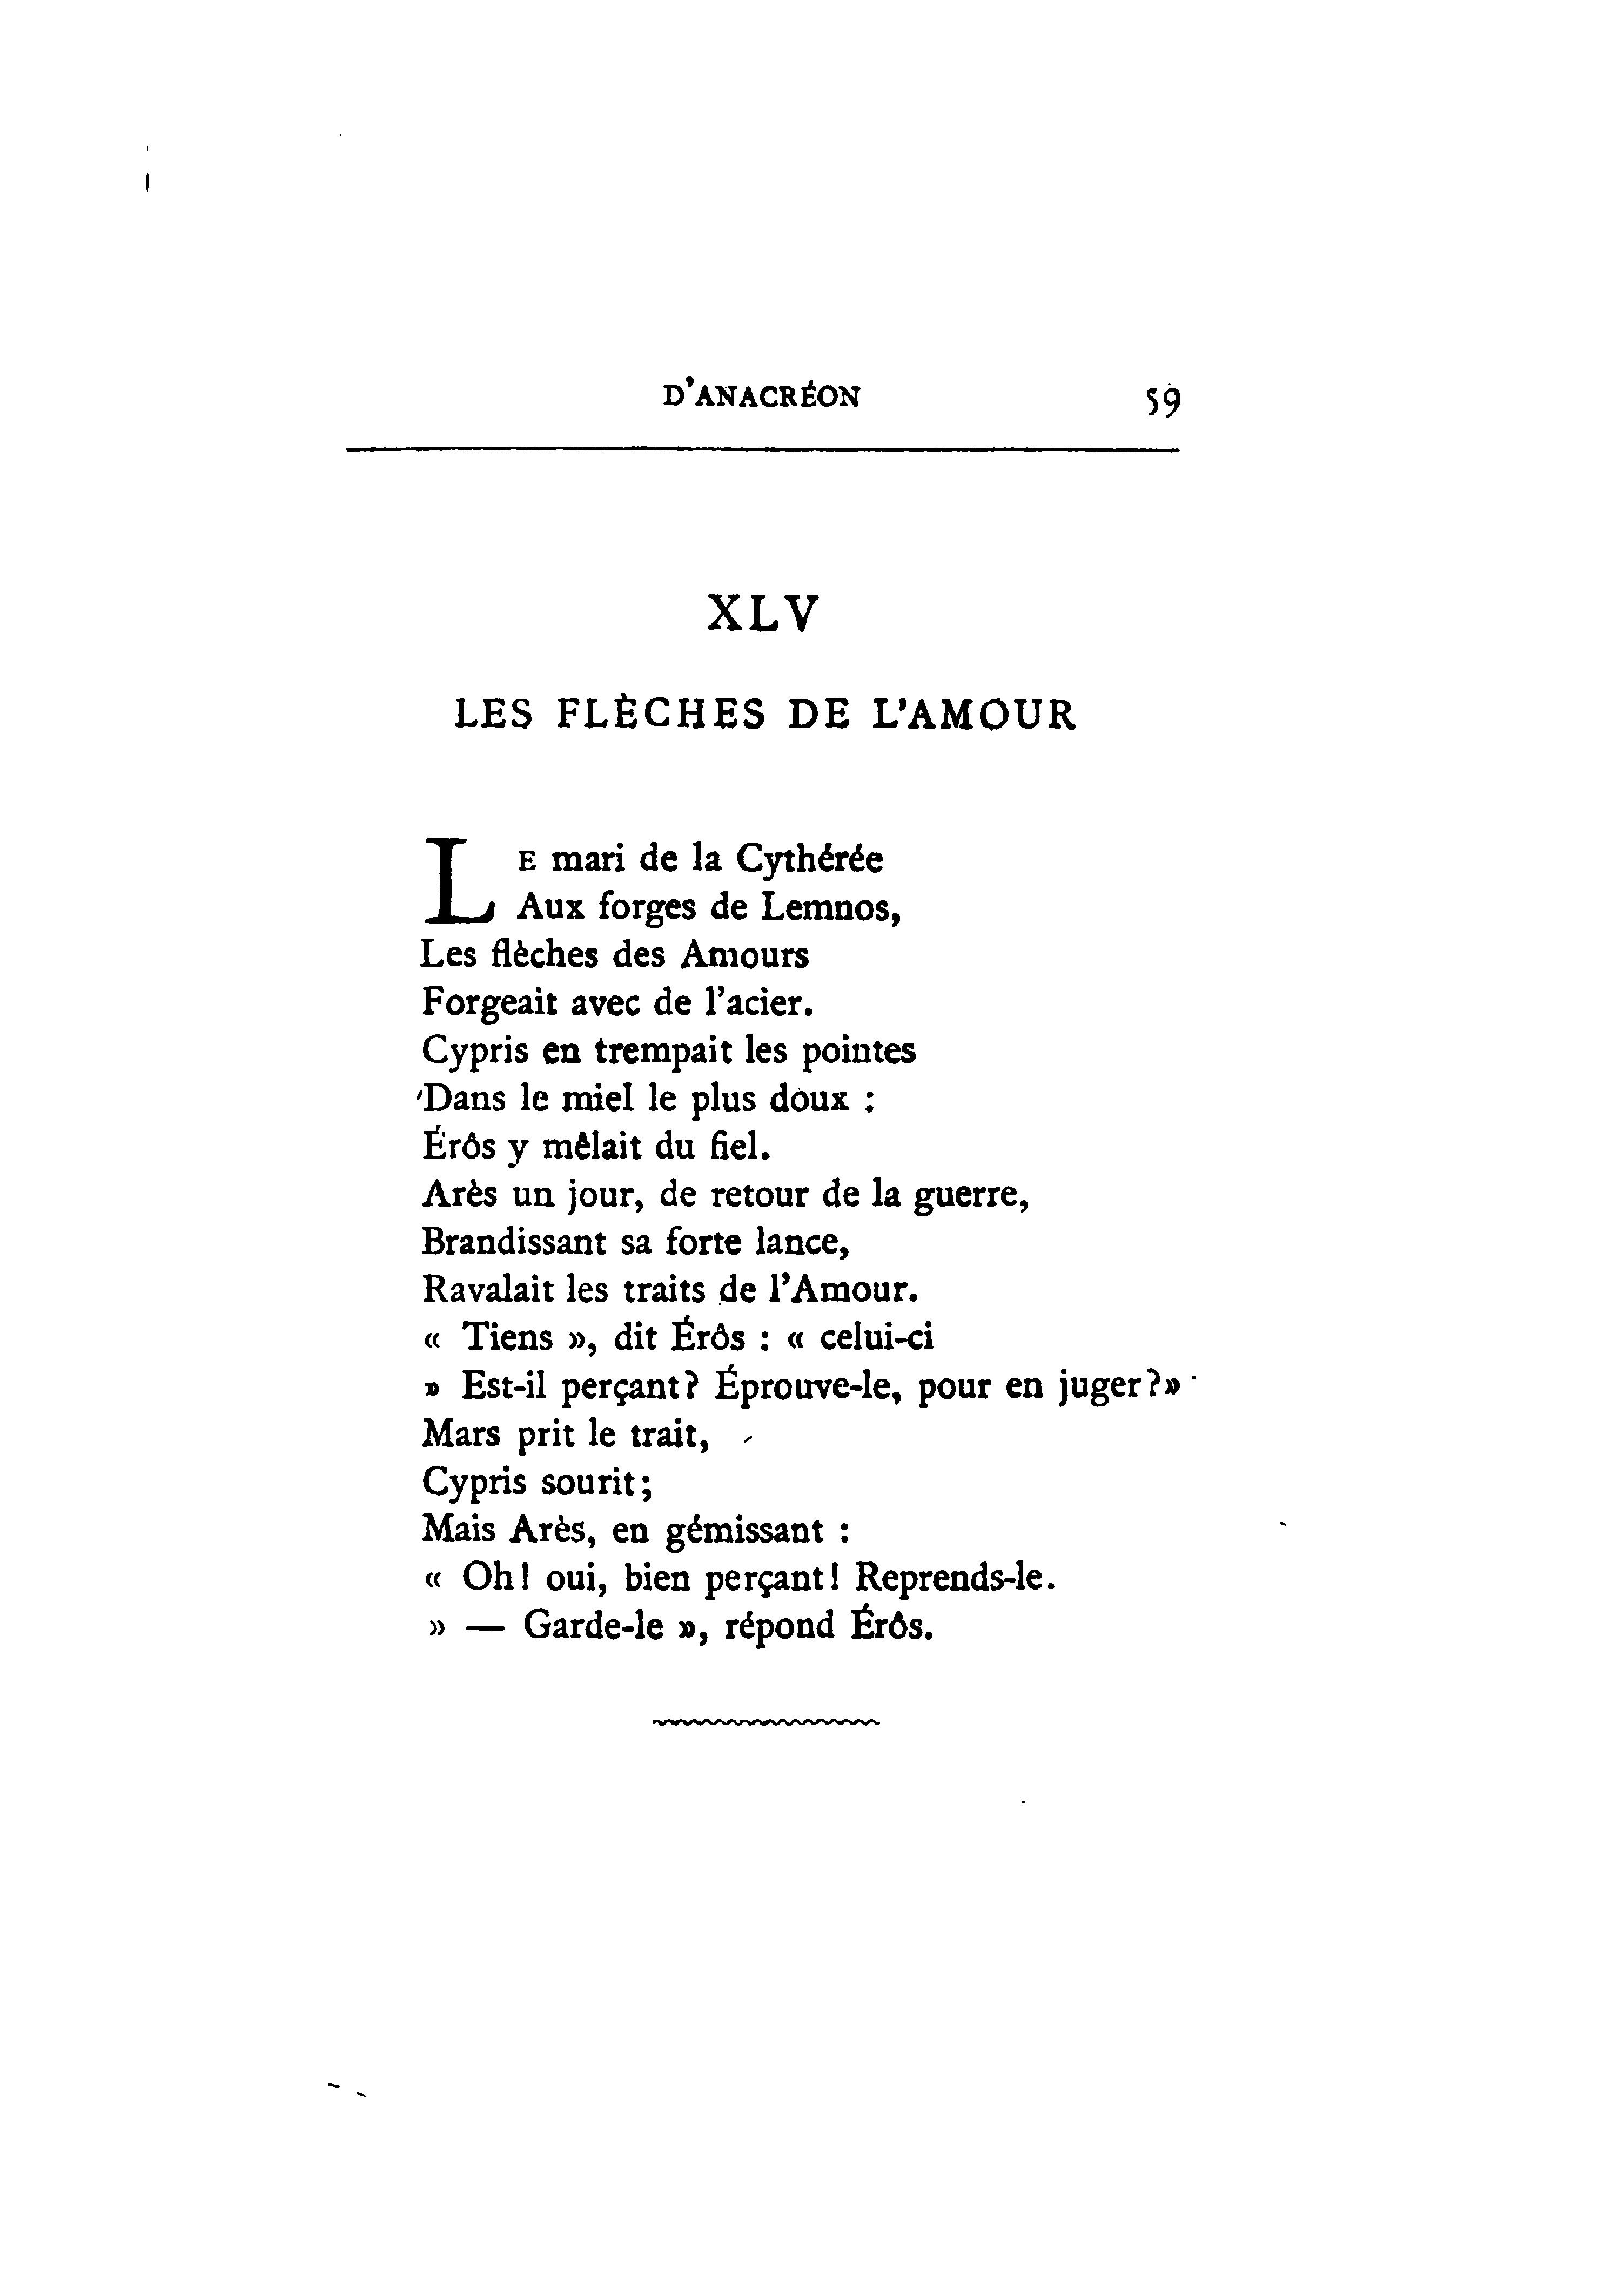 D'ANACRÉON 59
XLV
LES FLÈCHES DE L'AMOUR
LE mari de la Cythérée
Aux forges de Lemnos,
Les flèches des Amours
Forgeait avec de l'acier.
Cypris en trempait les pointes
Dans le miel le plus doux :
Érôs y mêlait du fiel.
Arès un jour, de retour de la guerre,
Brandissant sa forte lance,
Ravalait les traits de l'Amour.
« Tiens », dit Érôs : « celui-ci
» Est-il perçant? Éprouve-le, pour en juger?»
Mars prit le trait,
Cypris sourit;
Mais Arès, en gémissant :
« Oh! oui, bien perçant! Reprends-le.
» — Garde-le », répond Érôs.